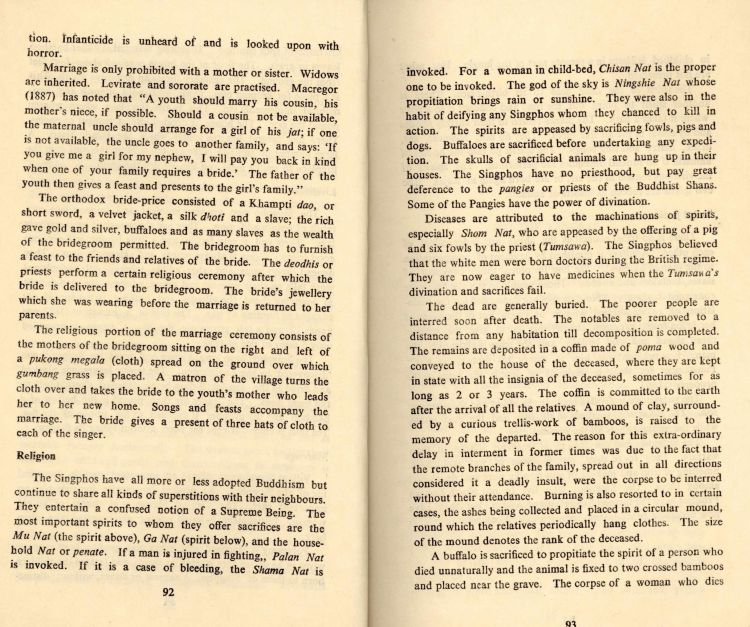 tion. Infanticide is unheard of and is looked upon with
horror.
Marriage is only prohibited with a mother or sister. Widows
are inherited. Levirate and sororate are practised. Macregor
(1887) has noted that "A youth should marry his cousin, his
mother's niece, if possible. Should a cousin not be available,
the maternal uncle should arrange for a girl of his jat; if one
is not available, the uncle goes to another family, and says: 'If
you give me a girl for my nephew, I will pay you back in kind
when one of your family requires a bride.' The father of the
youth then gives a feast and presents to the girl's family."
The orthodox bride-price consisted of a Khampti dao, or
short sword, a velvet jacket, a silk dhoti and a slave; the rich
gave gold and silver, buffaloes and as many slaves as the wealth
of the bridegroom permitted. The bridegroom has to furnish
a feast to the friends and relatives of the bride. The deodhis or
priests perform a certain religious ceremony after which the
bride is delivered to the bridegroom. The bride's jewellery
which she was wearing before the marriage is returned to her
parents.
The religious portion of the marriage ceremony consists of
the mothers of the bridegroom sitting on the right and left of
a pukong megala (cloth) spread on the ground over which
gumbang grass is placed. A matron of the village turns the
cloth over and takes the bride to the youth's mother who leads
her to her new home. Songs and feasts accompany the
marriage. The bride gives a present of three hats of cloth to
each of the singer.
Religion
The Singphos have all more or less adopted Buddhism but
continue to share all kinds of superstitions with their neighbours.
They entertain a confused notion of a Supreme Being. The
most important spirits to whom they offer sacrifices are the
Mu Nat (the spirit above), Ga Nat (spirit below), and the house-
hold Nat or penate. If a man is injured in fighting,, Palan Nat
is invoked. If it is a case of bleeding, the Shama Nat is
92
invoked. For a woman in child-bed, Chisan Nat is the proper
one to be invoked. The god of the sky is Ningshie Nat whose
propitiation brings rain or sunshine. They were also in the
habit of deifying any Singphos whom they chanced to kill in
action. The spirits are appeased by sacrificing fowls, pigs and
dogs. Buffaloes are sacrificed before undertaking any expedi-
tion. The skulls of sacrificial animals are hung up in their
houses. The Singphos have no priesthood, but pay great
deference to the pangies or priests of the Buddhist Shans.
Some of the Pangies have the power of divination.
Diseases are attributed to the machinations of spirits,
especially Shom Nat, who are appeased by the offering of a pig
and six fowls by the priest (Tumsawa). The Singphos believed
that the white men were born doctors during the British regime.
They are now eager to have medicines when the Tumsawa's
divination and sacrifices fail.
The dead are generally buried. The poorer people are
interred soon after death. The notables are removed to a
distance from any habitation till decomposition is completed.
The remains are deposited in a coffin made of poma wood and
conveyed to the house of the deceased, where they are kept
in state with all the insignia of the deceased, sometimes for as
long as 2 or 3 years. The coffin is committed to the earth
after the arrival of all the relatives. A mound of clay, surround-
ed by a curious trellis-work of bamboos, is raised to the
memory of the departed. The reason for this extra-ordinary
delay in interment in former times was due to the fact that
the remote branches of the family, spread out in all directions
considered it a deadly insult, were the corpse to be interred
without their attendance. Burning is also resorted to in certain
cases, the ashes being collected and placed in a circular mound,
round which the relatives periodically hang clothes. The size
of the mound denotes the rank of the deceased.
A buffalo is sacrificed to propitiate the spirit of a person who
died unnaturally and the animal is fixed to two crossed bamboos
and placed near the grave. The corpse of a woman who dies
93